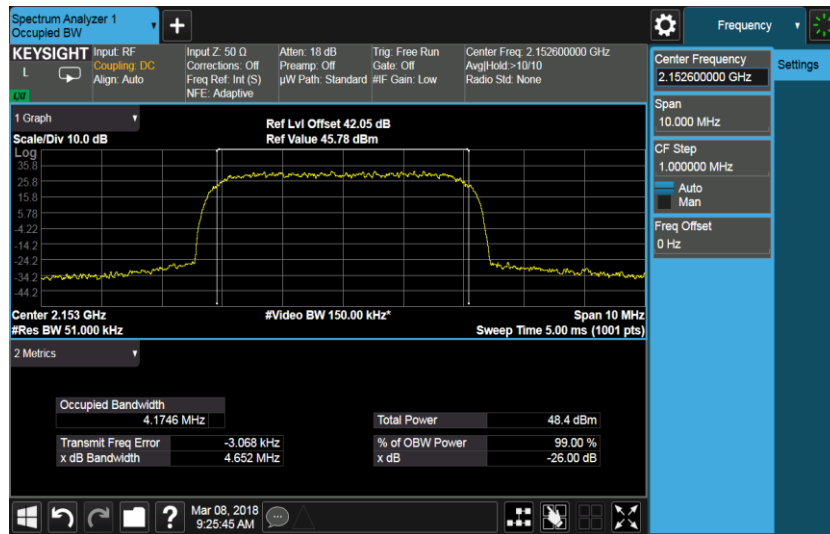 Spectrum Analyzer 1
Occupied BW
+
Frequency
KEYSIGHT
L
LXI
Input: RF
Coupling: DC
Align: Auto
Input Z: 50 Ω
Corrections: Off
Freq Ref: Int (S)
NFE: Adaptive
Atten: 18 dB
Preamp: Off
µW Path: Standard
Trig: Free Run
Gate: Off
#IF Gain: Low
Center Freq: 2.152600000 GHz
Avg|Hold:>10/10
Radio Std: None
Center Frequency
2.152600000 GHz
Settings
Span
10.000 MHz
CF Step
1.000000 MHz
Auto
Man
Freq Offset
0 Hz
1 Graph
Scale/Div 10.0 dB
Ref Lvl Offset 42.05 dB
Ref Value 45.78 dBm
Log
35.8
25.8
15.8
5.78
-4.22
-14.2
-24.2
-34.2
-44.2
Center 2.153 GHz
#Video BW 150.00 kHz*
Span 10 MHz
#Res BW 51.000 kHz
Sweep Time 5.00 ms (1001 pts)
2 Metrics
Occupied Bandwidth
4.1746 MHz
Total Power 48.4 dBm
Transmit Freq Error -3.068 kHz
% of OBW Power 99.00 %
x dB Bandwidth 4.652 MHz
x dB -26.00 dB
?
Mar 08, 2018
9:25:45 AM